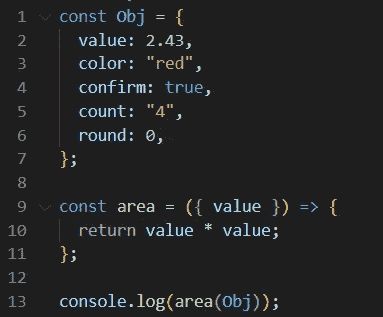 1 const Obj = {
2 value: 2.43,
3 color: "red",
4 confirm: true,
5 count: "4",
6 round: 0,
7 };
8
9 const area = ({ value }) => {
10 return value * value;
11 };
12
13 console.log(area(Obj));